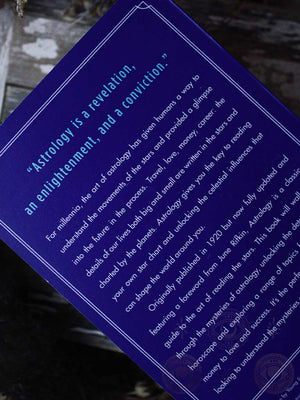 "Astrology is a revelation,
an enlightenment, and a conviction."
For millennia, the art of astrology has given humans a way to
understand the movements of the stars and provided a glimpse
into the future in the process. Travel, love, money, career: the
details of our lives both big and small are written in the stars and
charted by the planets. Astrology gives you the key to reading
your own star chart and unlocking the celestial influences that
can shape the world around you.
Originally published in 1920 but now fully updated and
featuring a foreword from June Rifkin, Astrology is a classic
guide to the art of reading the stars. This book will walk
through the mysteries of astrology, unlocking the
horoscope and exploring a range of topics
money to love and success. It's the
looking to understand the